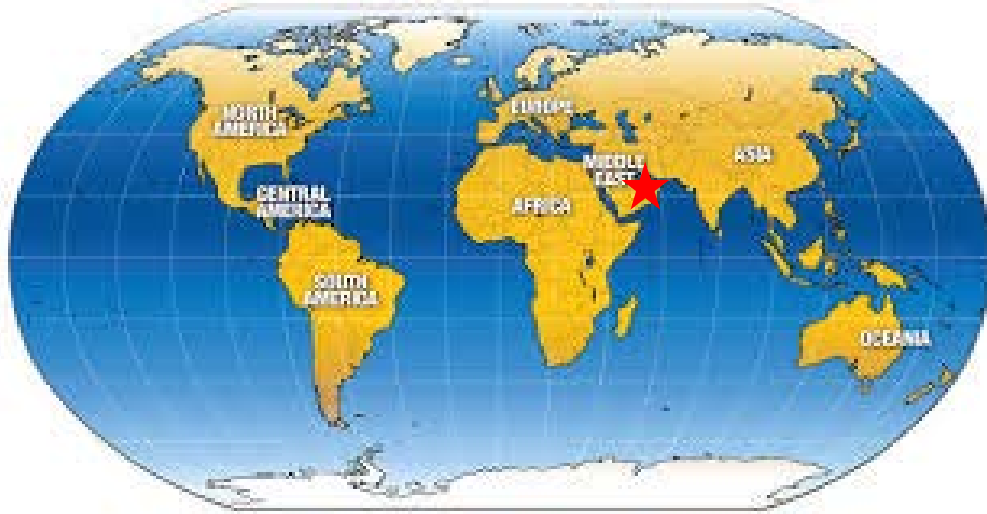 NORTH
AMERICA
CENTRAL
AMERICA
SOUTH
AMERICA
EUROPE
AFRICA
MIDDLE
EAST
ASIA
OCEANIA